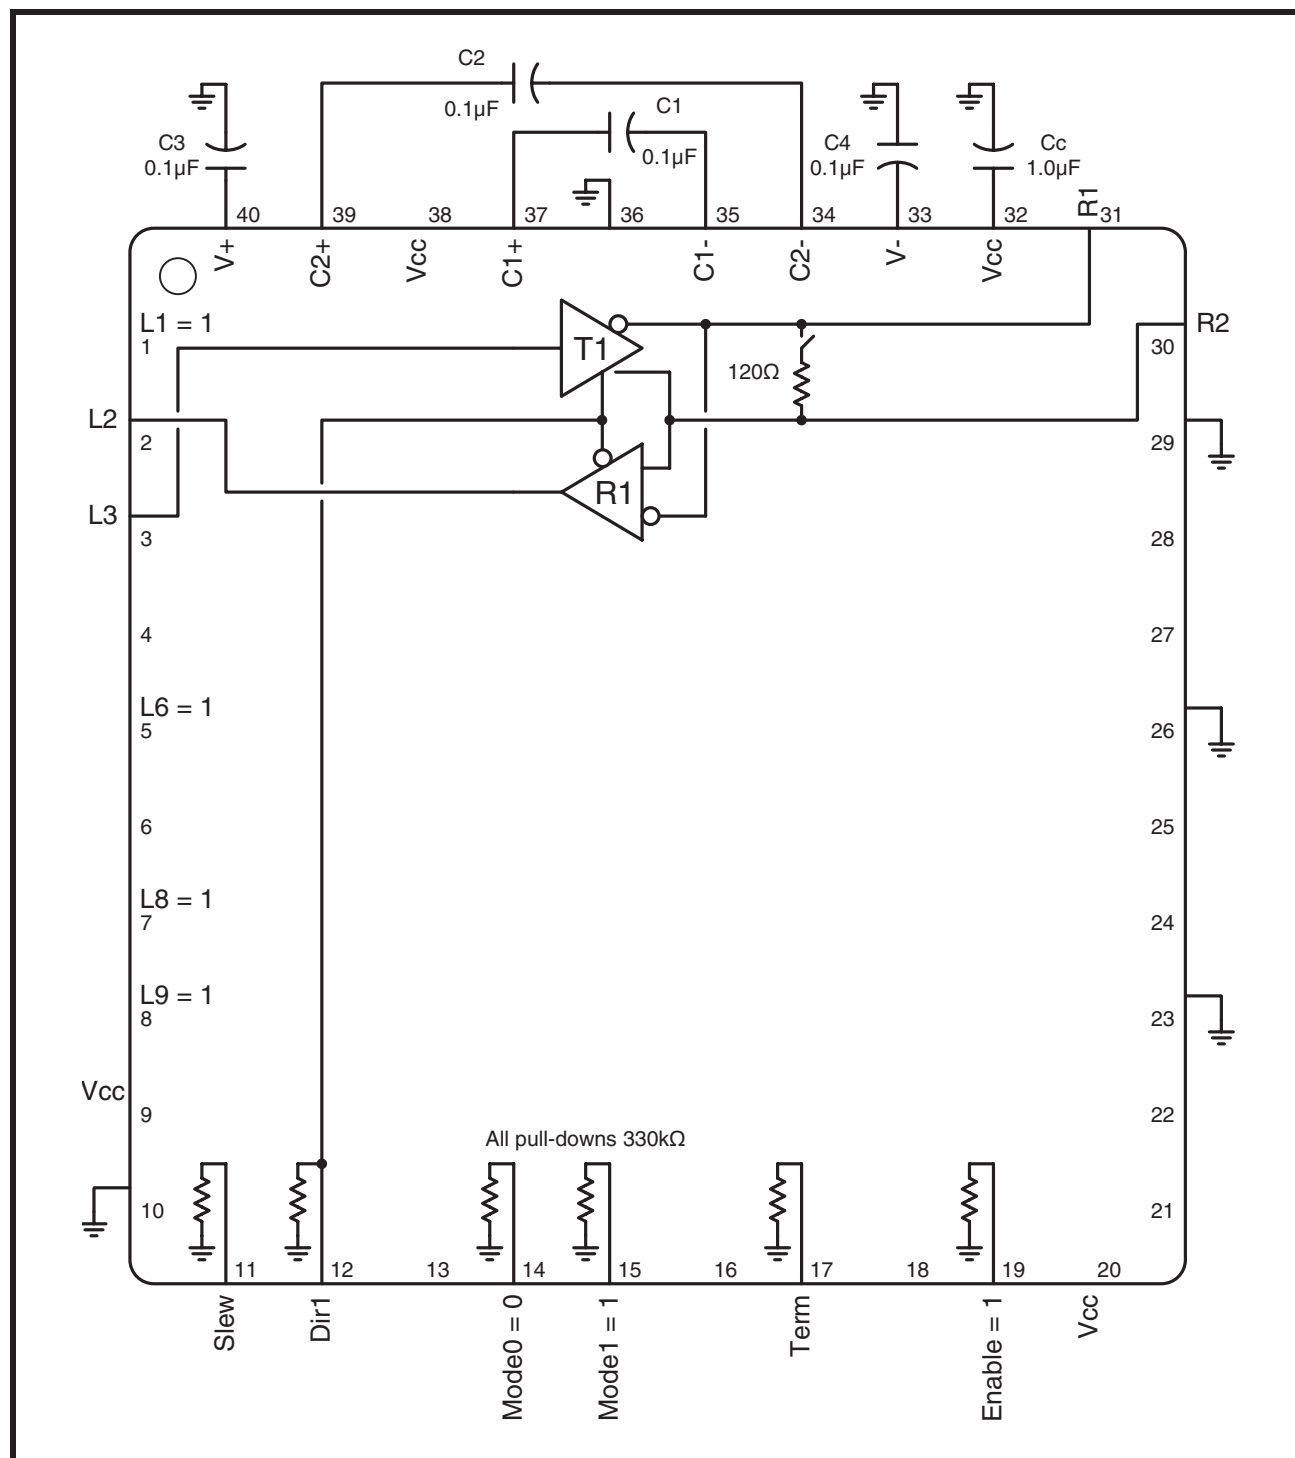 C2
0.1µF
C1
0.1µF
C3
0.1µF
C4
0.1µF
Cc
1.0µF
R1
40
39
38
37
36
35
34
33
32
31
V+
C2+
Vcc
C1+
C1-
C2-
V-
Vcc
L1 = 1
1
T1
R2
30
120Ω
L2
2
29
R1
L3
3
28
4
27
L6 = 1
5
26
6
25
L8 = 1
7
24
L9 = 1
8
23
Vcc
9
22
All pull-downs 330kΩ
10
21
11
12
13
14
15
16
17
18
19
20
Slew
Dir1
Mode0 = 0
Mode1 = 1
Term
Enable = 1
Vcc